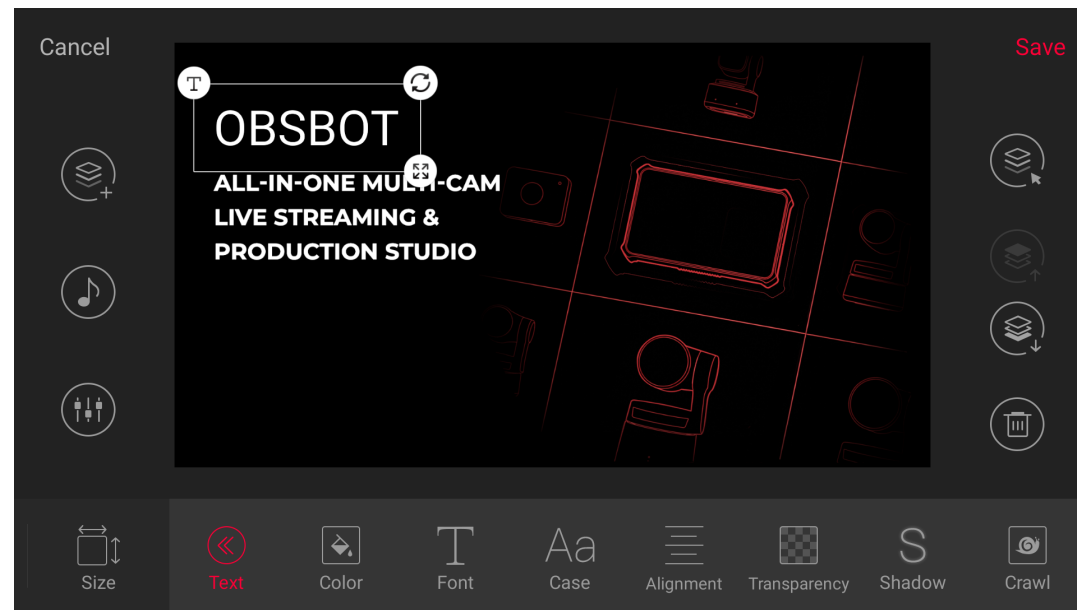 Cancel
Save
T
OBSBOT
ALL-IN-ONE MULTI-CAM
LIVE STREAMING &
PRODUCTION STUDIO
T
Aa
S
Size
Text
Color
Font
Case
Alignment
Transparency
Shadow
Crawl